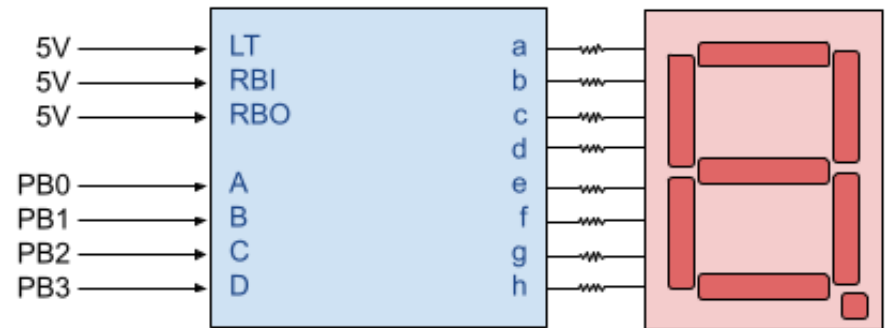 5V LT a
5V RBI b
5V RBO c
d
PB0 A e
PB1 B f
PB2 C g
PB3 D h